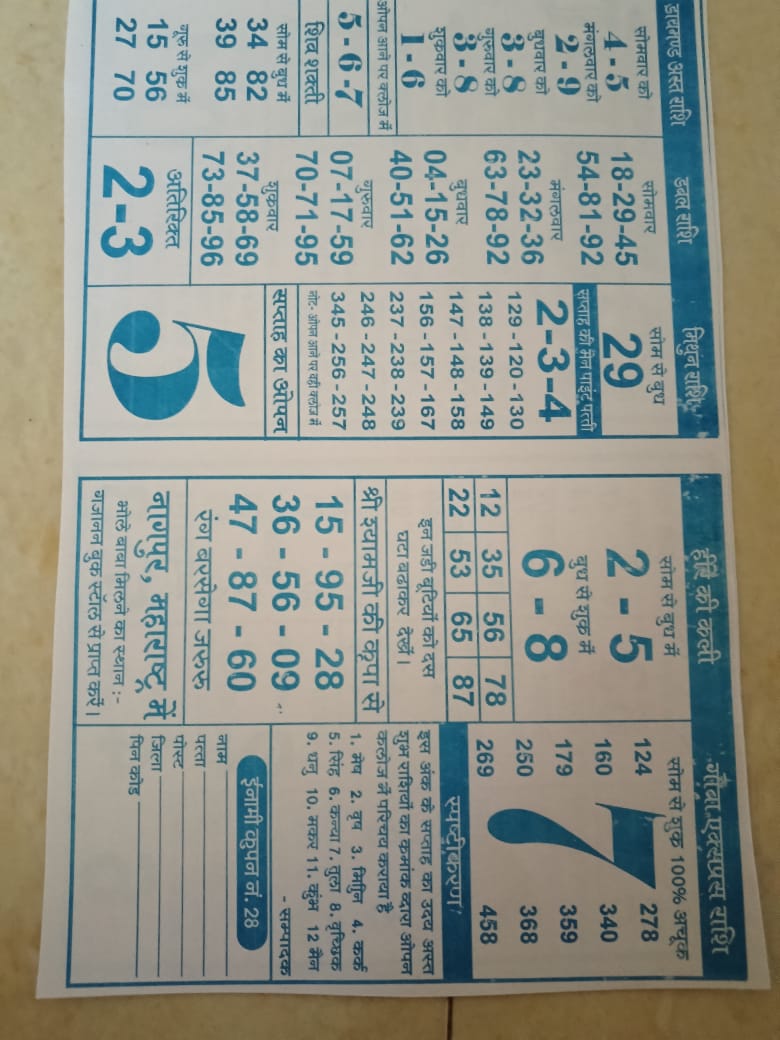 डायमण्ड अस्त राशि
सोमवार को
4 - 5
मंगलवार को
2 - 9
बुधवार को
3 - 8
गुरुवार को
3 - 8
शुक्रवार को
1 - 6
ओपन आने पर क्लोज में
5 - 6 - 7
शिव शक्ती
सोम से बुध में
34 82
39 85
गुरु से शुक्र में
15 56
27 70
डबल राशि
सोमवार
18-29-45
54-81-92
मंगलवार
23-32-36
63-78-92
बुधवार
04-15-26
40-51-62
गुरुवार
07-17-59
70-71-95
शुक्रवार
37-58-69
73-85-96
अतिरिक्त
2-3
मिथुन राशि
सोम से बुध
29
सप्ताह की मैन पाइंट पत्ती
2-3-4
129 - 120 - 130
138 - 139 - 149
147 - 148 - 158
156 - 157 - 167
237 - 238 - 239
246 - 247 - 248
345 - 256 - 257
नोट- ओपन आने पर वही क्लोज में
सप्ताह का ओपन
5
हीरे की कली
सोम से बुध में
2 - 5
बुध से शुक्र में
6 - 8
12 35 56 78
22 53 65 87
इन जड़ी बूटियों को दस
घटा बढ़ाकर देखें।
श्री श्यामजी की कृपा से
15 - 95 - 28
36 - 56 - 09
47 - 87 - 60
रंग बरसेगा जरूर
नागपुर, महाराष्ट्र में
भोले बाबा मिलने का स्थान :-
गजानन बुक स्टॉल से प्राप्त करें।
एक्सप्रेस राशि
सोम से शुक्र 100% अचूक
124 278
160 340
179 7 359
250 368
269 458
स्पष्टीकरण
इस अंक के सप्ताह का उदय अस्त
शुभ राशियों का क्रमांक व्दारा ओपन
क्लोज ने परिचय कराया है
1. मेष 2. वृष 3. मिथुन 4. कर्क
5. सिंह 6. कन्या 7. तुला 8. वृच्छिक
9. धनु 10. मकर 11. कुंभ 12 मैन
- सम्पादक
ईनामी कुपन नं. 28
नाम
पत्ता
पोस्ट
जिला
पिन कोड